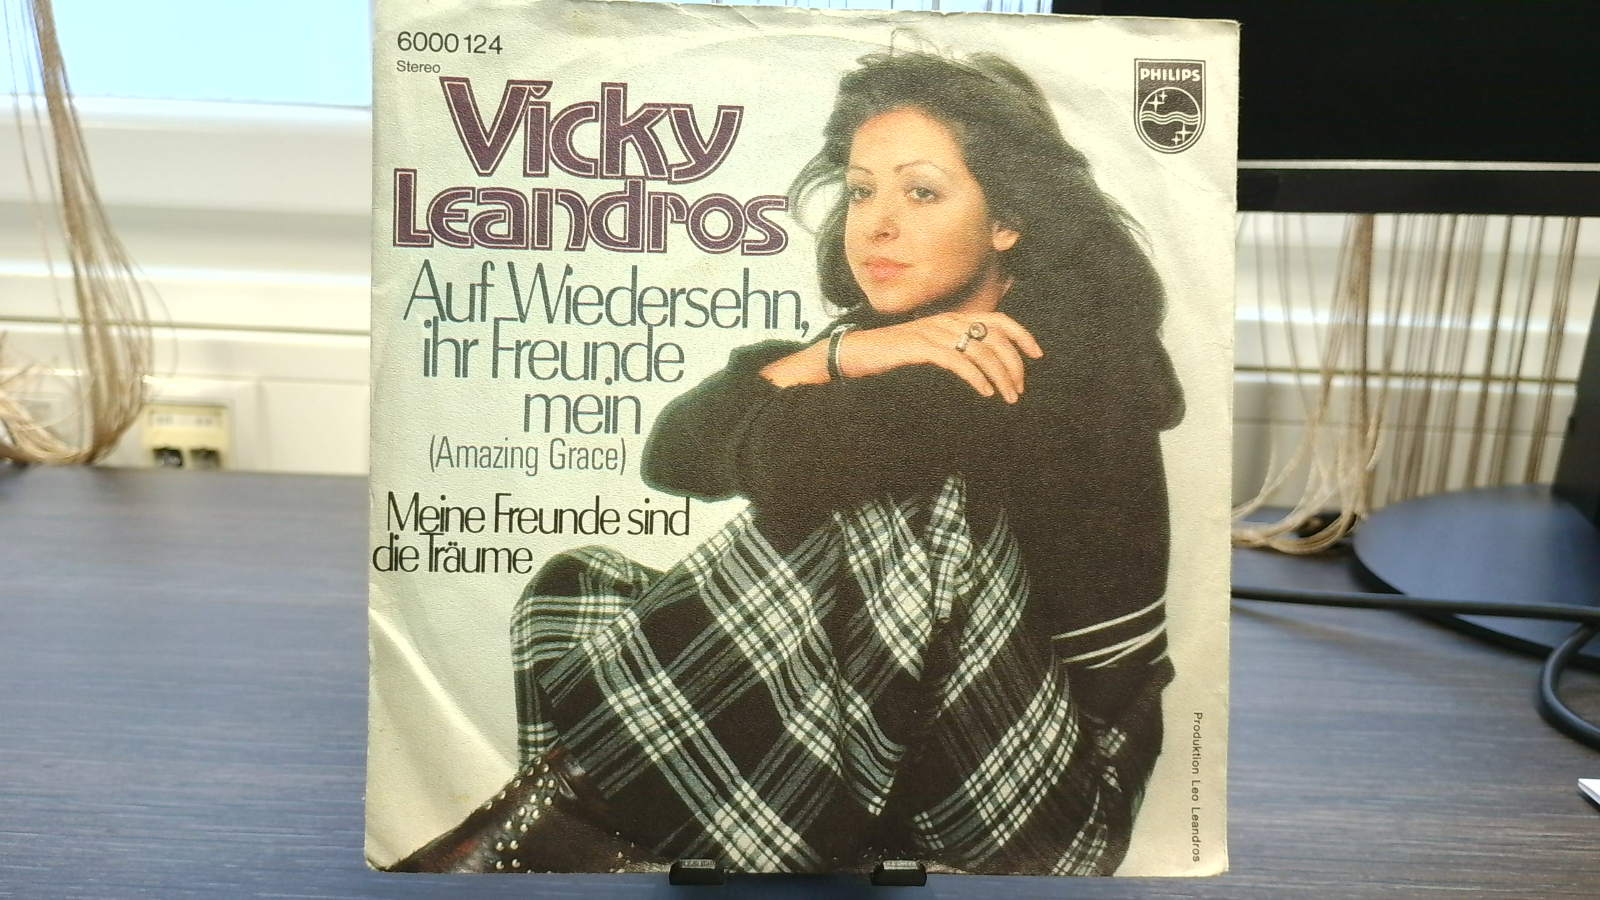 6000 124
Stereo
PHILIPS
Vicky
Leandros
Auf Wiedersehn,
ihr Freunde
mein
(Amazing Grace)
Meine Freunde sind
die Träume
Produktion Leo Leandros